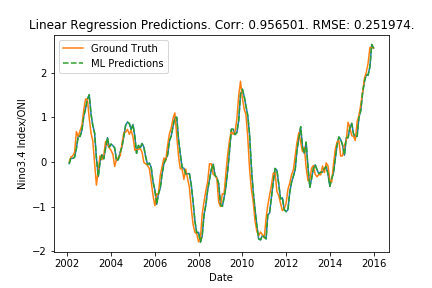 Linear Regression Predictions. Corr: 0.956501. RMSE: 0.251974.
Ground Truth
ML Predictions
Nino3.4 Index/ONI
2
1
0
−1
−2
2002 2004 2006 2008 2010 2012 2014 2016
Date